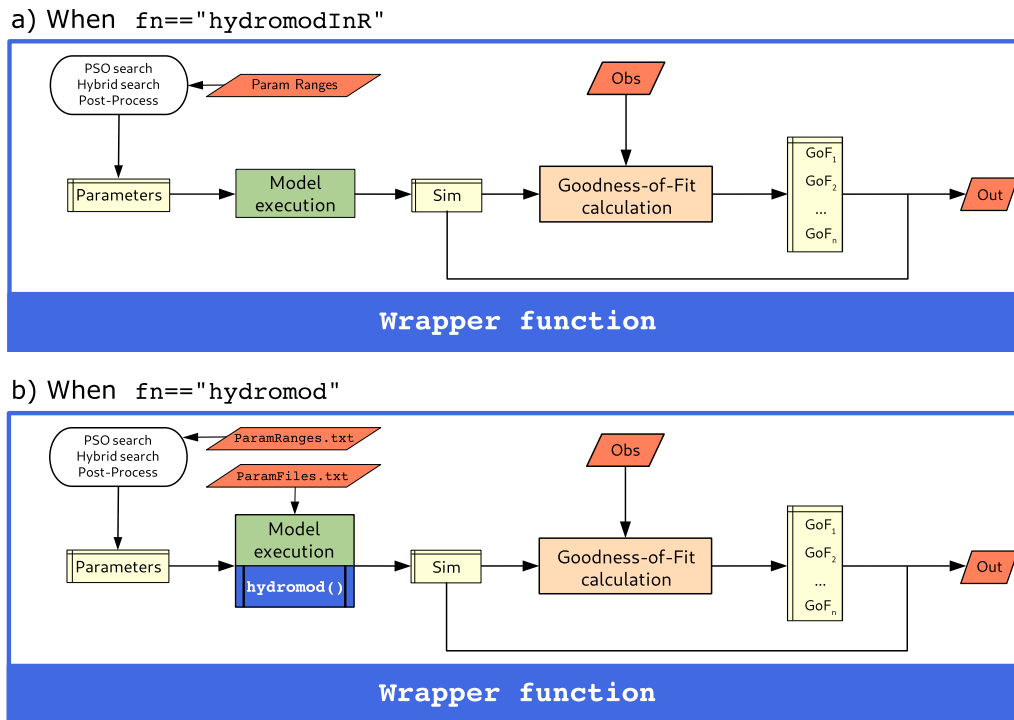 a) When fn=="hydromodInR"
PSO search
Hybrid search
Post-Process
Param Ranges
Obs
Parameters
Model
execution
Sim
Goodness-of-Fit
calculation
GoF1
GoF2
...
GoFn
Out
Wrapper function
b) When fn=="hydromod"
PSO search
Hybrid search
Post-Process
ParamRanges.txt
ParamFiles.txt
Obs
Parameters
Model
execution
hydromod()
Sim
Goodness-of-Fit
calculation
GoF1
GoF2
...
GoFn
Out
Wrapper function